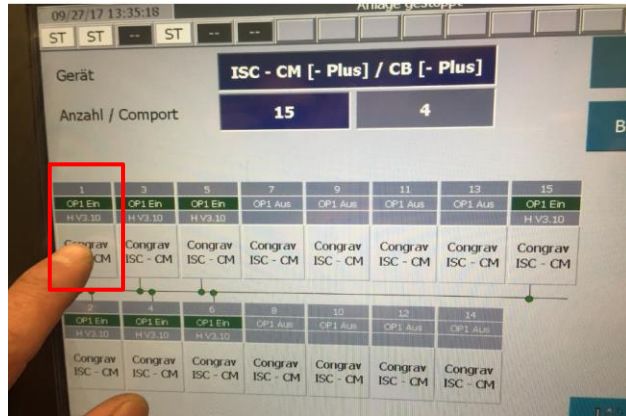 09/27/17 13:35:18
Anlage gestoppt
ST ST -- ST -- --
Gerät ISC - CM [- Plus] / CB [- Plus]
Anzahl / Comport 15 4
B
1 3 5 7 9 11 13 15
OP1 Ein OP1 Ein OP1 Ein OP1 Aus OP1 Aus OP1 Aus OP1 Aus OP1 Ein
H V3.10 H V3.10 H V3.10 H V3.10
Congrav Congrav Congrav Congrav Congrav Congrav Congrav Congrav
CM ISC - CM ISC - CM ISC - CM ISC - CM ISC - CM ISC - CM ISC - CM
2 4 6 8 10 12 14
OP1 Ein OP1 Ein OP1 Ein OP1 Aus OP1 Aus OP1 Aus OP1 Aus
H V3.10 H V3.10 H V3.10
Congrav Congrav Congrav Congrav Congrav Congrav Congrav
ISC - CM ISC - CM ISC - CM ISC - CM ISC - CM ISC - CM ISC - CM